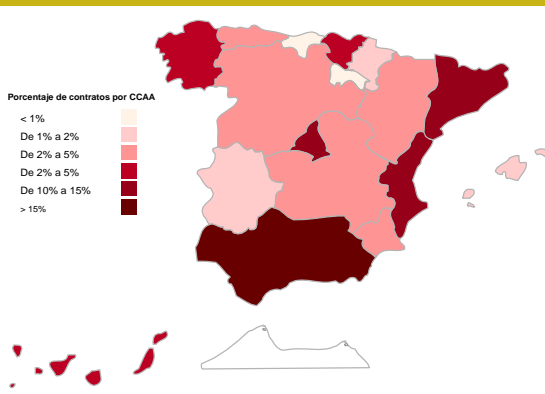 Porcentaje de contratos por CCAA
< 1%
De 1% a 2%
De 2% a 5%
De 2% a 5%
De 10% a 15%
> 15%